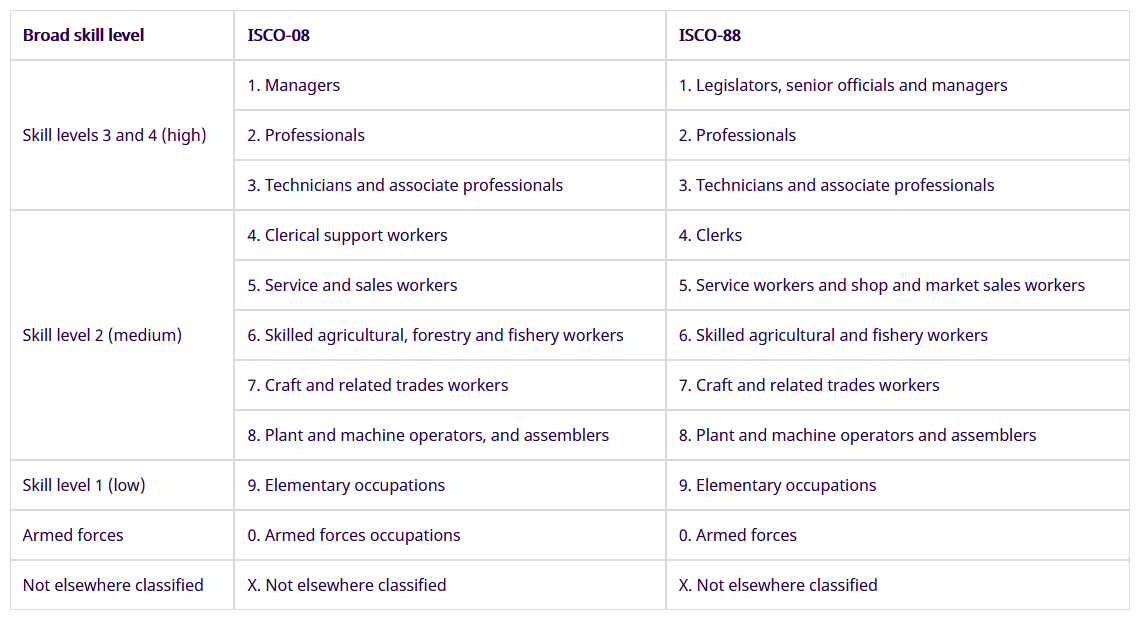 Broad skill level ISCO-08 ISCO-88
1. Managers 1. Legislators, senior officials and managers
Skill levels 3 and 4 (high) 2. Professionals 2. Professionals
3. Technicians and associate professionals 3. Technicians and associate professionals
4. Clerical support workers 4. Clerks
5. Service and sales workers 5. Service workers and shop and market sales workers
Skill level 2 (medium) 6. Skilled agricultural, forestry and fishery workers 6. Skilled agricultural and fishery workers
7. Craft and related trades workers 7. Craft and related trades workers
8. Plant and machine operators, and assemblers 8. Plant and machine operators and assemblers
Skill level 1 (low) 9. Elementary occupations 9. Elementary occupations
Armed forces 0. Armed forces occupations 0. Armed forces
Not elsewhere classified X. Not elsewhere classified X. Not elsewhere classified